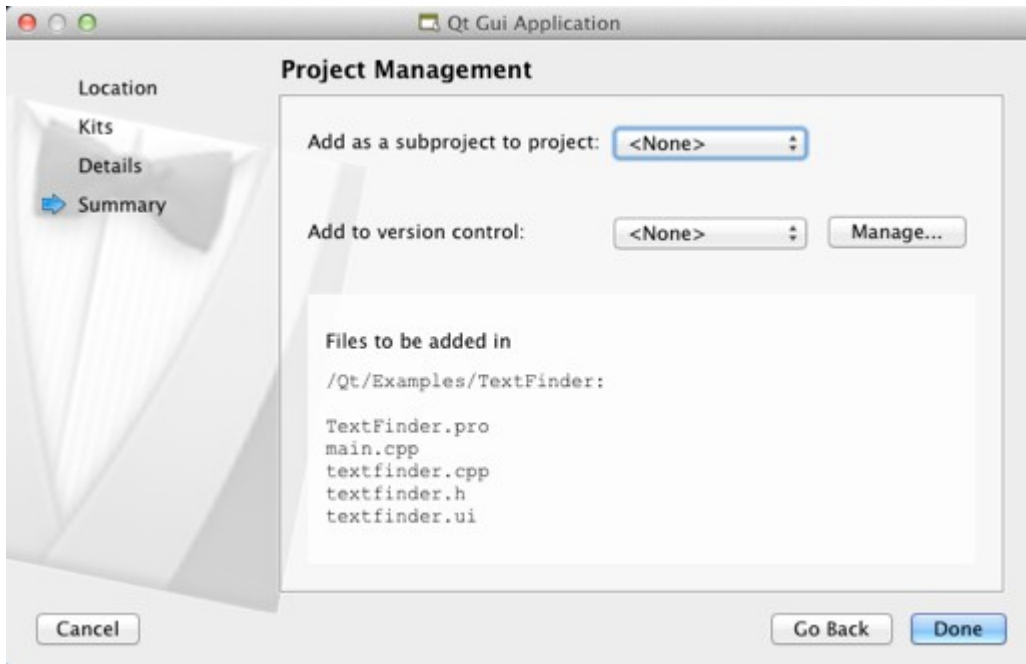 Qt Gui Application
Location
Kits
Details
Summary
Project Management
Add as a subproject to project: <None>
Add to version control: <None> Manage...
Files to be added in
/Qt/Examples/TextFinder:
TextFinder.pro
main.cpp
textfinder.cpp
textfinder.h
textfinder.ui
Cancel Go Back Done